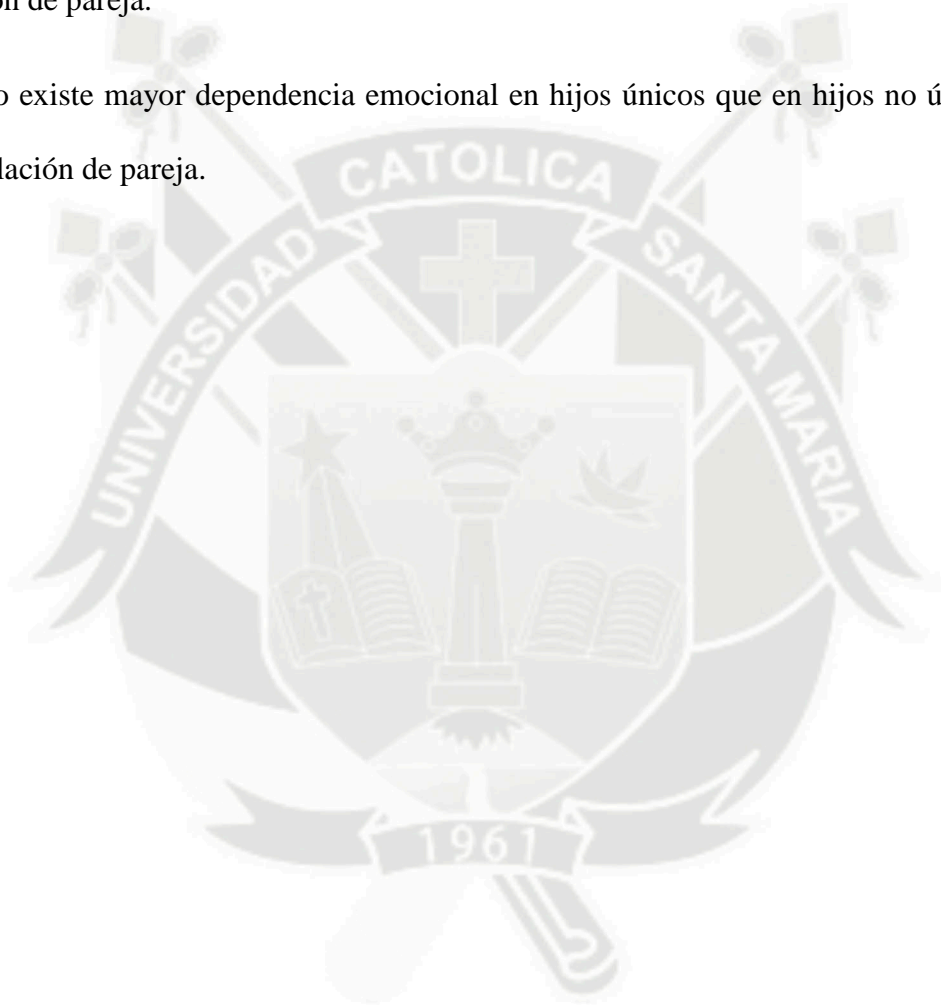 ón de pareja.
o existe mayor dependencia emocional en hijos únicos que en hijos no ú
lación de pareja.
UNIVERSIDAD CATOLICA SANTA MARIA
1961